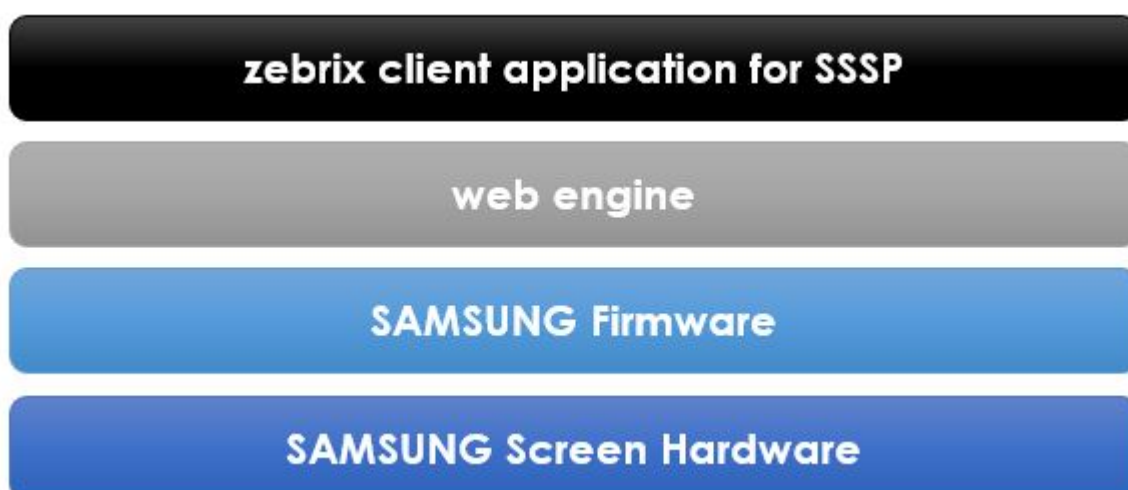 zebrix client application for SSSP
web engine
SAMSUNG Firmware
SAMSUNG Screen Hardware